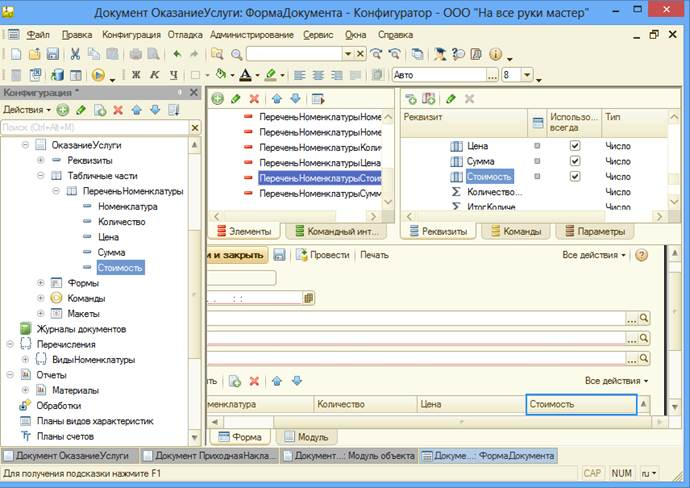 Документ ОказаниеУслуги: ФормаДокумента - Конфигуратор - ООО "На все руки мастер"
Файл Правка Конфигурация Отладка Администрирование Сервис Окна Справка
Ж К Ч Авто ... 8
Конфигурация *
Действия
Поиск (Ctrl+Alt+M)
ОказаниеУслуги
Реквизиты
Табличные части
ПереченьНоменклатуры
Номенклатура
Количество
Цена
Сумма
Стоимость
Формы
Команды
Макеты
Журналы документов
Перечисления
ВидыНоменклатуры
Отчеты
Материалы
Обработки
Планы видов характеристик
Планы счетов
ПереченьНоменклатурыНоме
ПереченьНоменклатурыНоме
ПереченьНоменклатурыКоли
ПереченьНоменклатурыЦена
ПереченьНоменклатурыСтои
ПереченьНоменклатурыСумм
Элементы Командный инт...
Реквизит Использо... всегда Тип
Цена Число
Сумма Число
Стоимость Число
Количество... Число
ИтогКоличе Число
Реквизиты Команды Параметры
и и закрыть Провести Печать Все действия
. . : :
ть Все действия
менклатура Количество Цена Стоимость
Форма Модуль
Документ ОказаниеУслуги Документ ПриходнаяНакла... Документ...: Модуль объекта Докуме...: ФормаДокумента
Для получения подсказки нажмите F1 CAP NUM ru